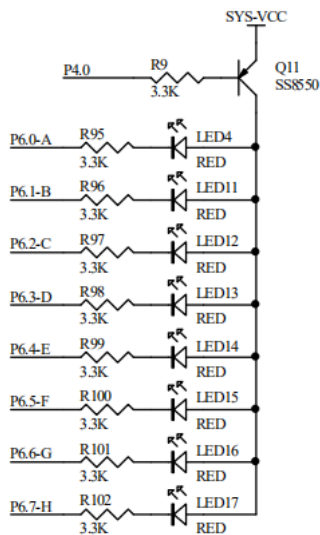 SYS-VCC
P4.0
R9
3.3K
Q11
SS8550
P6.0-A
R95
3.3K
LED4
RED
P6.1-B
R96
3.3K
LED11
RED
P6.2-C
R97
3.3K
LED12
RED
P6.3-D
R98
3.3K
LED13
RED
P6.4-E
R99
3.3K
LED14
RED
P6.5-F
R100
3.3K
LED15
RED
P6.6-G
R101
3.3K
LED16
RED
P6.7-H
R102
3.3K
LED17
RED